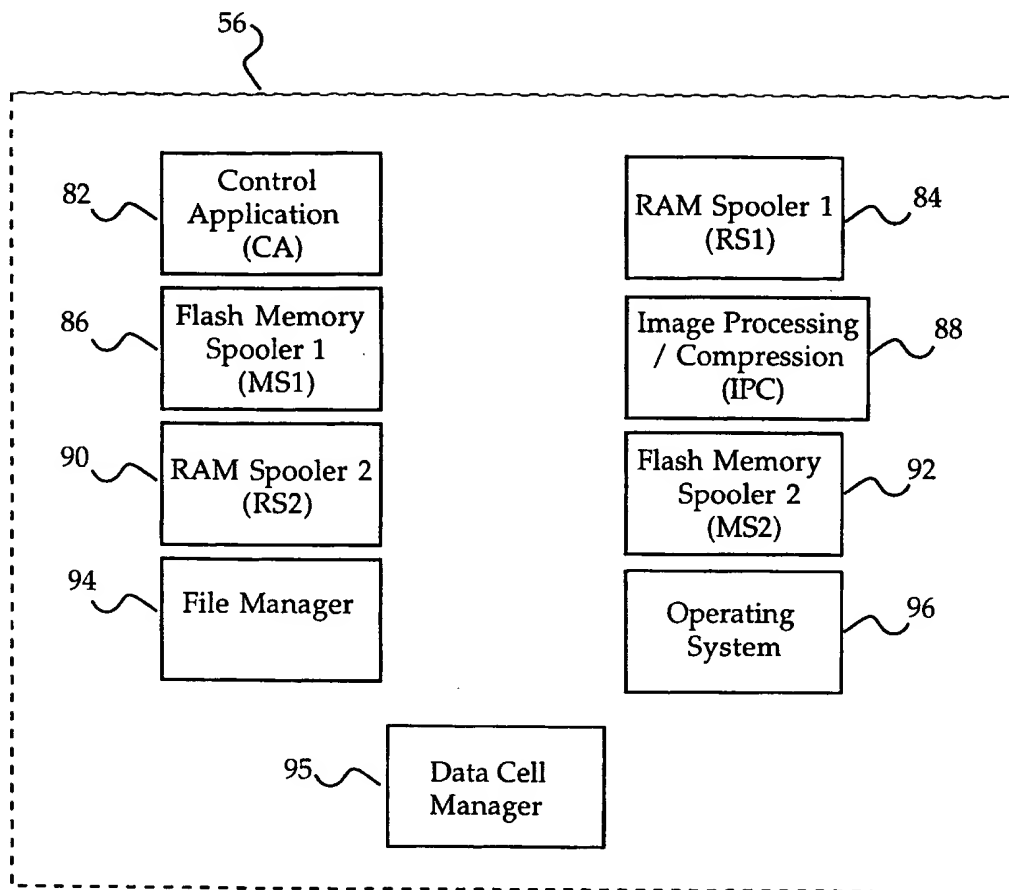 56
82
Control
Application
(CA)
RAM Spooler 1
(RS1)
84
86
Flash Memory
Spooler 1
(MS1)
Image Processing
/ Compression
(IPC)
88
90
RAM Spooler 2
(RS2)
Flash Memory
Spooler 2
(MS2)
92
94
File Manager
Operating
System
96
95
Data Cell
Manager